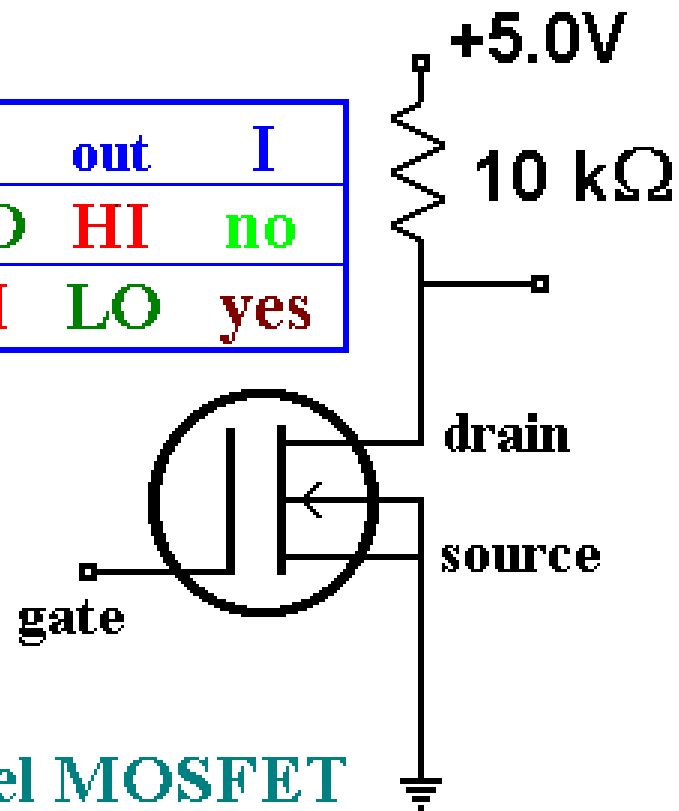 +5.0V
out I
HI no
LO yes
10 kΩ
drain
source
gate
MOSFET